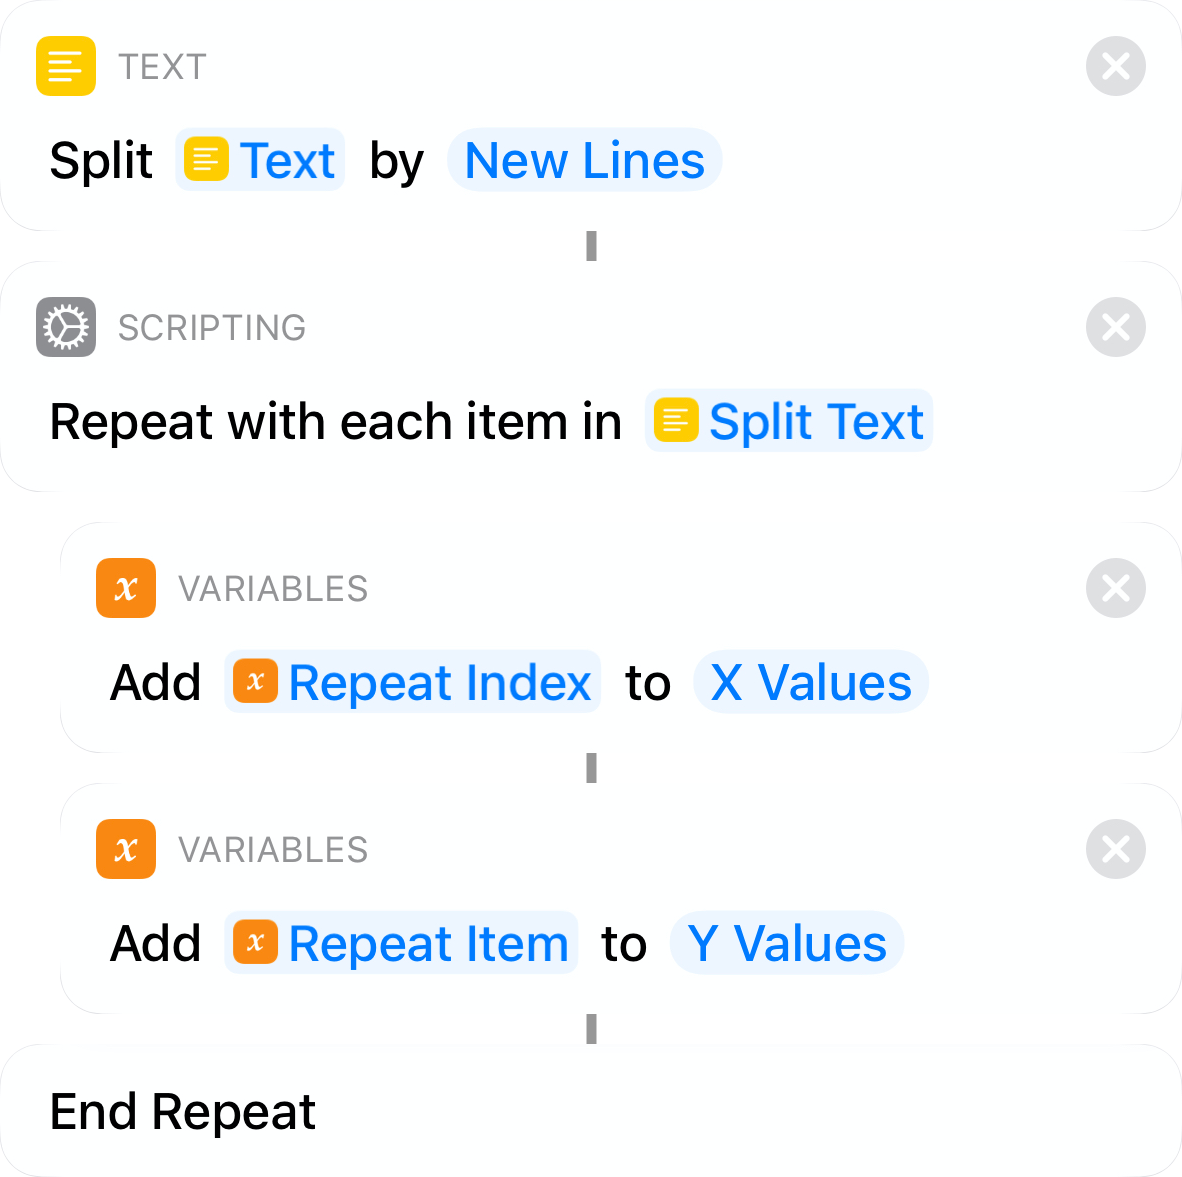 TEXT
Split Text by New Lines
SCRIPTING
Repeat with each item in Split Text
x VARIABLES
Add x Repeat Index to X Values
x VARIABLES
Add x Repeat Item to Y Values
End Repeat